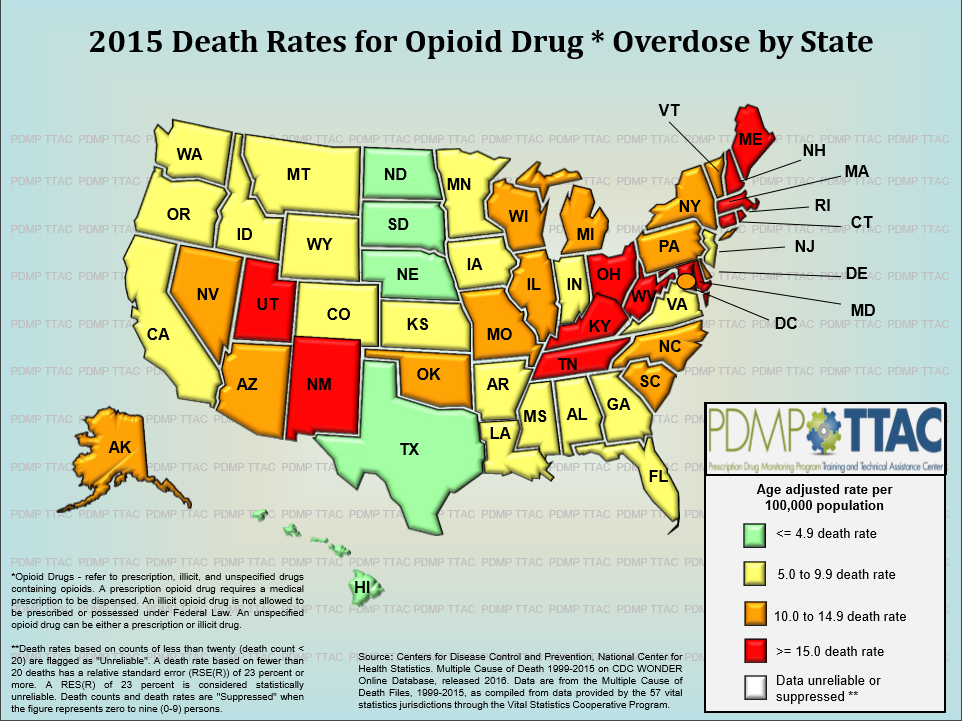 2015 Death Rates for Opioid Drug * Overdose by State
PDMP TTAC PDMP TTAC PDMP TTAC PDMP TTAC PDMP TTAC PDMP TTAC
VT
ME
NH
WA
MT
ND
MN
MA
OR
ID
WY
SD
WI
MI
NY
RI
CT
PA
NJ
NV
UT
CO
NE
IA
IL
IN
OH
WV
VA
DE
MD
DC
CA
KS
MO
KY
AZ
NM
OK
AR
TN
NC
SC
MS
AL
GA
LA
TX
FL
AK
HI
PDMP TTAC
Prescription Drug Monitoring Program Training and Technical Assistance Center
Age adjusted rate per
100,000 population
<= 4.9 death rate
5.0 to 9.9 death rate
10.0 to 14.9 death rate
>= 15.0 death rate
Data unreliable or
suppressed **
*Opioid Drugs - refer to prescription, illicit, and unspecified drugs
containing opioids. A prescription opioid drug requires a medical
prescription to be dispensed. An illicit opioid drug is not allowed to
be prescribed or possessed under Federal Law. An unspecified
opioid drug can be either a prescription or illicit drug.
**Death rates based on counts of less than twenty (death count <
20) are flagged as "Unreliable". A death rate based on fewer than
20 deaths has a relative standard error (RSE(R)) of 23 percent or
more. A RES(R) of 23 percent is considered statistically
unreliable. Death counts and death rates are "Suppressed" when
the figure represents zero to nine (0-9) persons.
Source: Centers for Disease Control and Prevention, National Center for
Health Statistics. Multiple Cause of Death 1999-2015 on CDC WONDER
Online Database, released 2016. Data are from the Multiple Cause of
Death Files, 1999-2015, as compiled from data provided by the 57 vital
statistics jurisdictions through the Vital Statistics Cooperative Program.